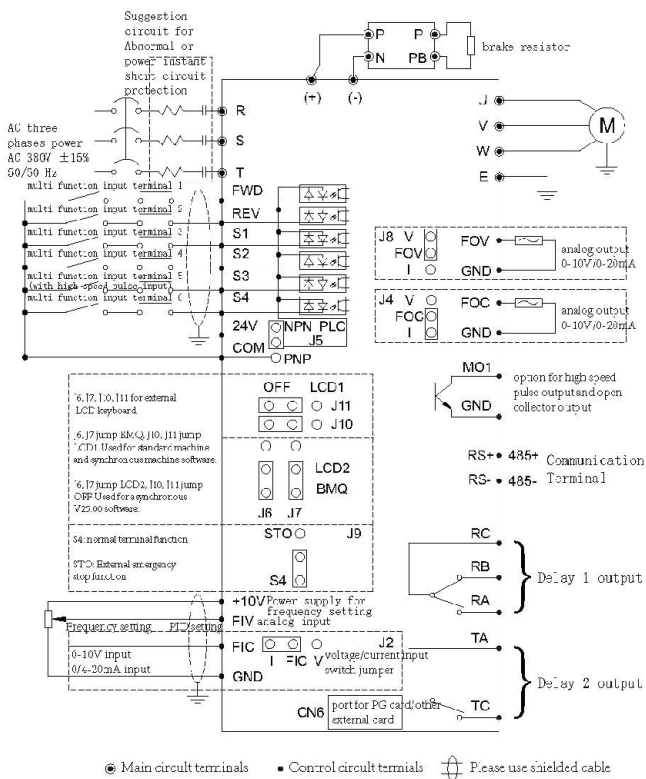 Suggestion
circuit for
Abnormal or
power instant
short circuit
protection
P P
N PB
brake resistor
(+) (-)
R
S
T
AC three
phases power
AC 380V ±15%
50/50 Hz
V
W
E
M
multi function input terminal 1
multi function input terminal 2
multi function input terminal 3
multi function input terminal 4
multi function input terminal 5
(with high speed pulse input)
multi function input terminal 6
FWD
REV
S1
S2
S3
S4
24V
COM
NPN PLC
J5
PNP
J8 V
FOV
I
FOV
GND
analog output
0-10V/0-20mA
J4 V
FOC
I
FOC
GND
analog output
0-10V/0-20mA
MO1
GND
option for high speed
pulse output and open
collector output
RS+ 485+
RS- 485-
Communication
Terminal
OFF LCD1
J11
J10
LCD2
BMQ
J6 J7
J6, J7, J10, J11 for external
LCD keyboard.
J6, J7 jump BMQ, J10, J11 jump
LCD1 Used for standard machine
and synchronous machine software.
J6, J7 jump LCD2, J10, J11 jump
OFF Used for asynchronous
V25.00 software.
STO J9
S4
S4: normal terminal function
STO: External emergency
stop function
RC
RB
RA
Delay 1 output
TA
TC
Delay 2 output
+10V Power supply for
frequency setting
FIV analog input
Frequency setting PID setting
0-10V input
0/4-20mA input
FIC
GND
I FIC V
J2
voltage/current input
switch jumper
CN6
port for PG card/other
external card
Main circuit terminals
Control circuit termials
Please use shielded cable